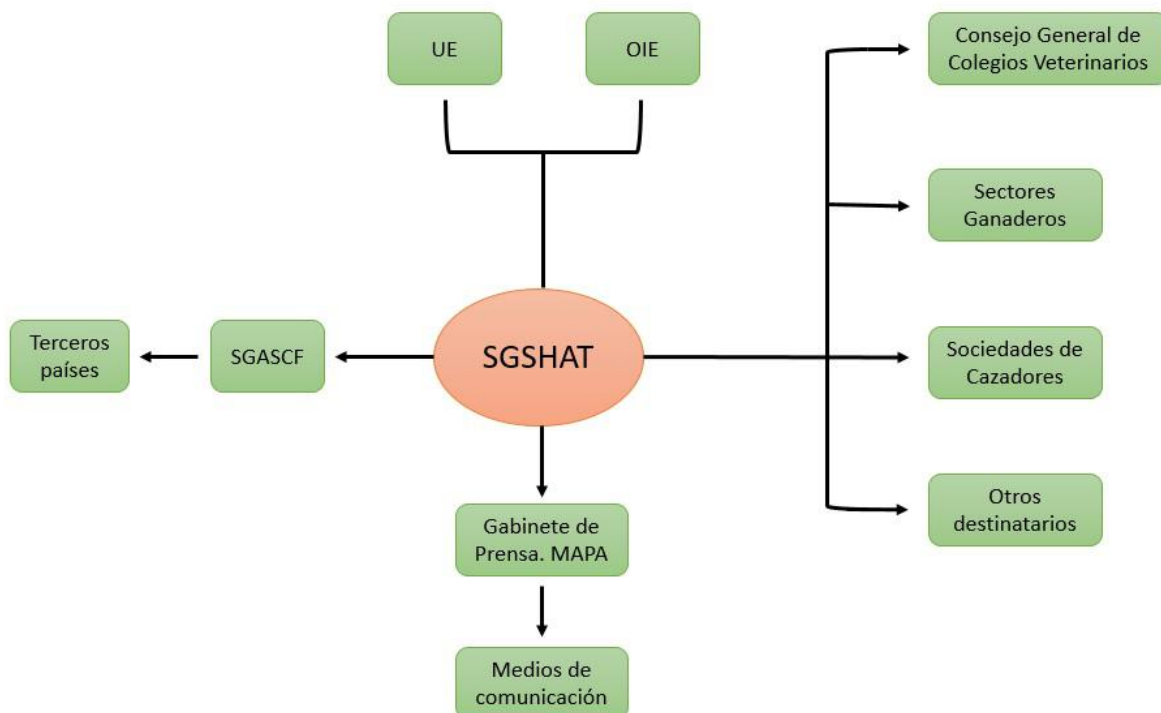 UE
OIE
Consejo General de
Colegios Veterinarios
Sectores
Ganaderos
Terceros
países
SGASCF
SGSHAT
Sociedades de
Cazadores
Otros
destinatarios
Gabinete de
Prensa. MAPA
Medios de
comunicación